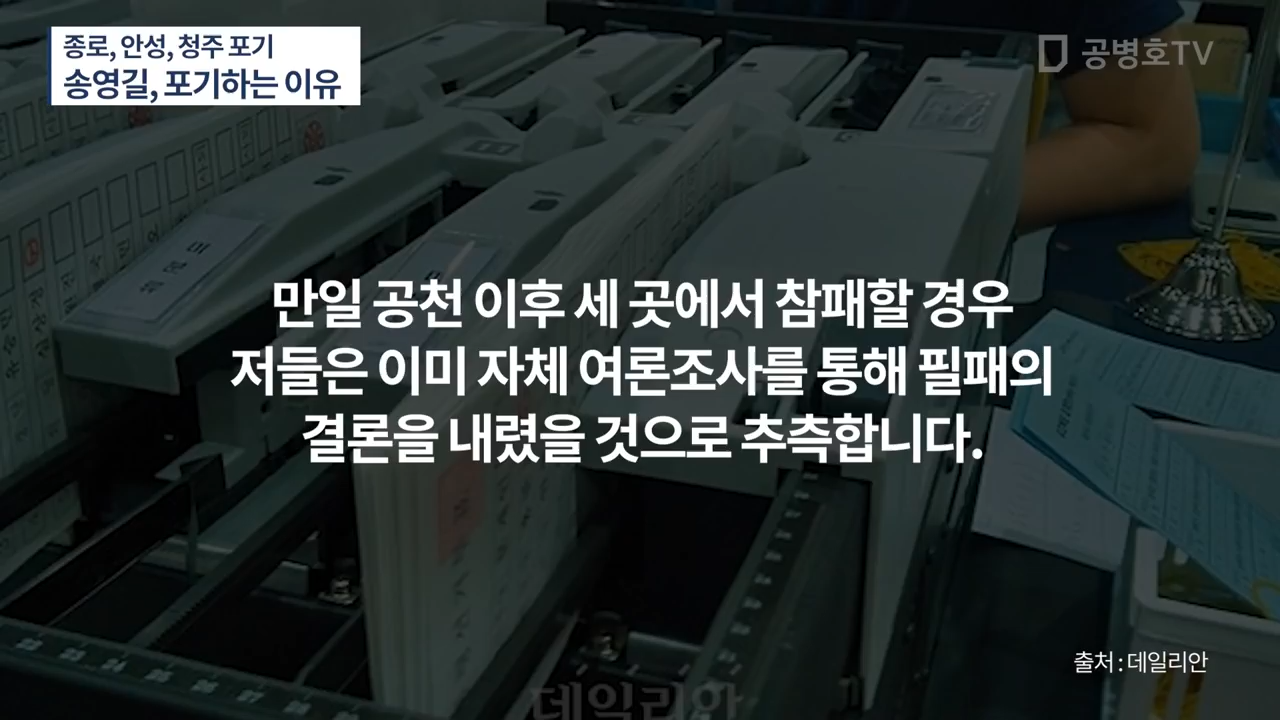 종로, 안성, 청주 포기
송영길, 포기하는 이유
공병호TV
만일 공천 이후 세 곳에서 참패할 경우
저들은 이미 자체 여론조사를 통해 필패의
결론을 내렸을 것으로 추측합니다.
출처 : 데일리안
데일리안